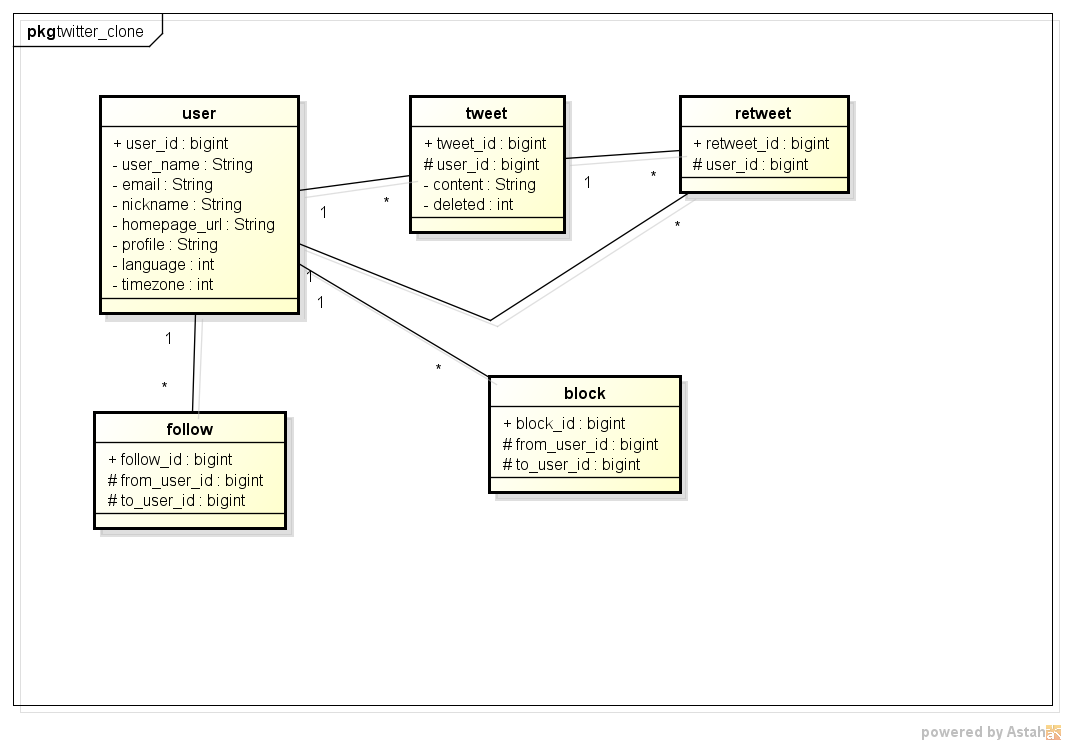 pkg twitter_clone
user
+ user_id : bigint
- user_name : String
- email : String
- nickname : String
- homepage_url : String
- profile : String
- language : int
- timezone : int
tweet
+ tweet_id : bigint
# user_id : bigint
- content : String
- deleted : int
retweet
+ retweet_id : bigint
# user_id : bigint
1
*
1
*
*
1
1
*
1
*
block
+ block_id : bigint
# from_user_id : bigint
# to_user_id : bigint
follow
+ follow_id : bigint
# from_user_id : bigint
# to_user_id : bigint
powered by Astah